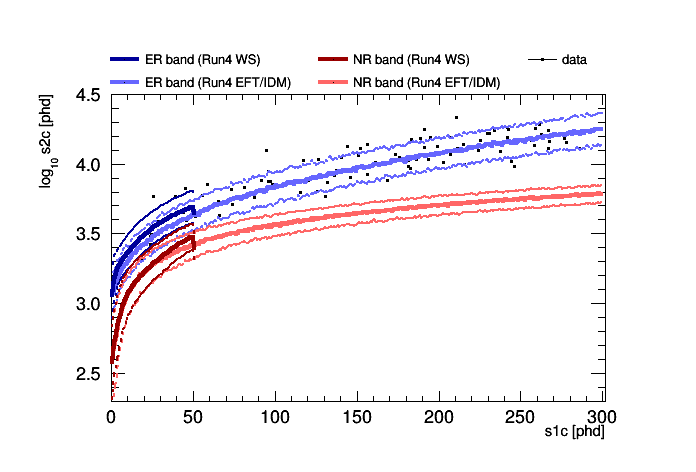 ER band (Run4 WS) NR band (Run4 WS) data
ER band (Run4 EFT/IDM) NR band (Run4 EFT/IDM)
log10 s2c [phd]
4.5
4.0
3.5
3.0
2.5
0 50 100 150 200 250 300
s1c [phd]